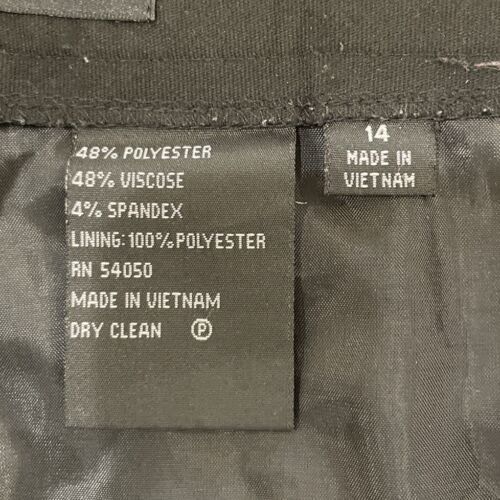 48% POLYESTER
48% VISCOSE
4% SPANDEX
LINING: 100% POLYESTER
RN 54050
MADE IN VIETNAM
DRY CLEAN Ⓟ
14
MADE IN
VIETNAM